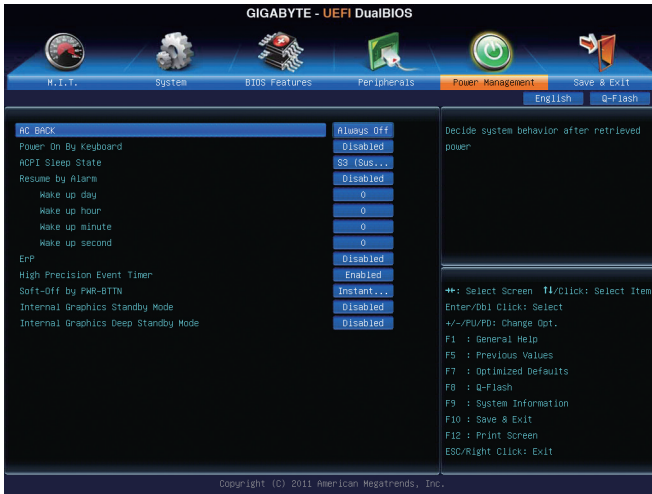 GIGABYTE - UEFI DualBIOS
M.I.T. System BIOS Features Peripherals Power Management Save & Exit
English Q-Flash
AC BACK Always Off
Power On By Keyboard Disabled
ACPI Sleep State S3 (Sus...
Resume by Alarm Disabled
Wake up day 0
Wake up hour 0
Wake up minute 0
Wake up second 0
ErP Disabled
High Precision Event Timer Enabled
Soft-Off by PWR-BTTN Instant...
Internal Graphics Standby Mode Disabled
Internal Graphics Deep Standby Mode Disabled
Decide system behavior after retrieved
power
→←: Select Screen ↑↓/Click: Select Item
Enter/Dbl Click: Select
+/-/PU/PD: Change Opt.
F1 : General Help
F5 : Previous Values
F7 : Optimized Defaults
F8 : Q-Flash
F9 : System Information
F10 : Save & Exit
F12 : Print Screen
ESC/Right Click: Exit
Copyright (C) 2011 American Megatrends, Inc.